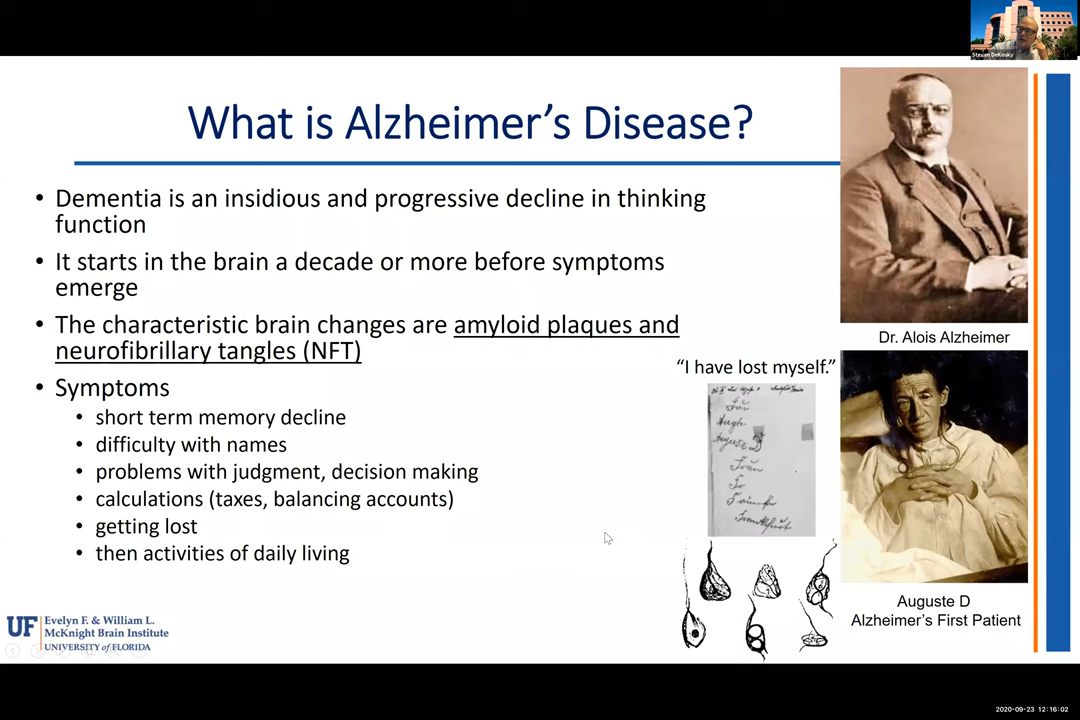 Steven DeKosky
What is Alzheimer's Disease?
• Dementia is an insidious and progressive decline in thinking
function
• It starts in the brain a decade or more before symptoms
emerge
• The characteristic brain changes are amyloid plaques and
neurofibrillary tangles (NFT)
• Symptoms
• short term memory decline
• difficulty with names
• problems with judgment, decision making
• calculations (taxes, balancing accounts)
• getting lost
• then activities of daily living
Dr. Alois Alzheimer
“I have lost myself.”
Frankfurt
Auguste D
Alzheimer's First Patient
UF Evelyn F. & William L.
McKnight Brain Institute
UNIVERSITY of FLORIDA
2020-09-23 12:16:02